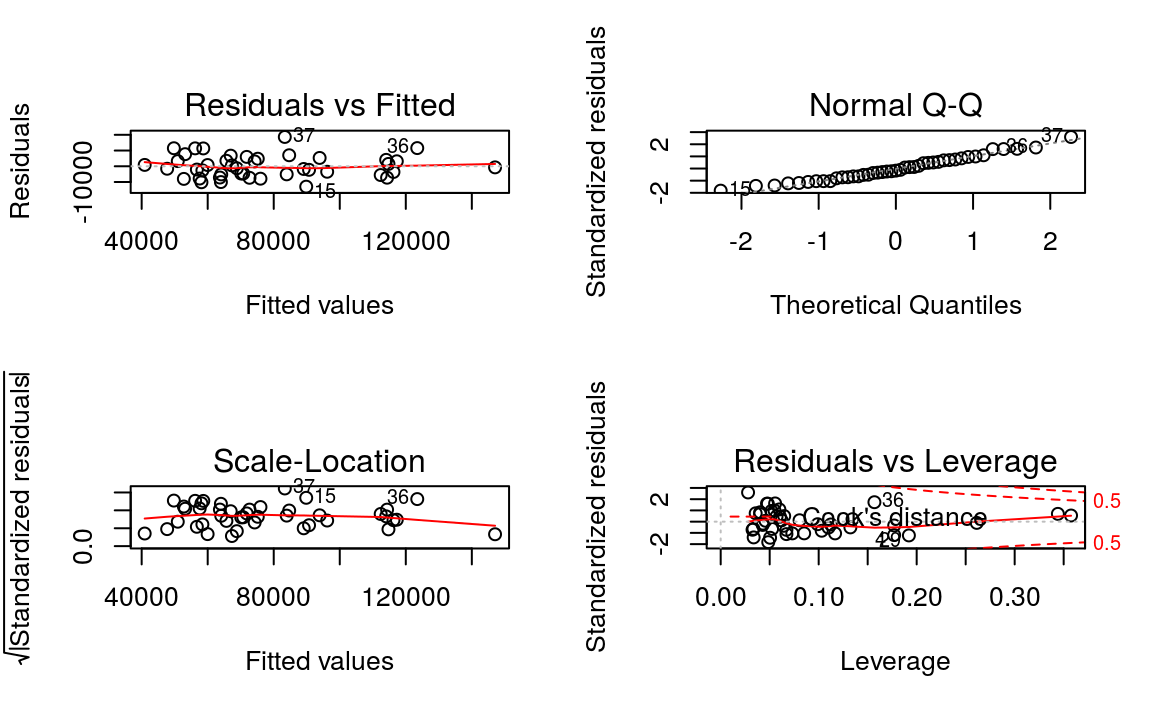 Residuals vs Fitted
Residuals
-10000
37
36
15
40000 80000 120000
Fitted values
Normal Q-Q
Standardized residuals
-2 2
15
36
37
-2 -1 0 1 2
Theoretical Quantiles
Scale-Location
√|Standardized residuals|
0.0
37
15
36
40000 80000 120000
Fitted values
Residuals vs Leverage
Standardized residuals
-2 2
36
Cook's distance
0.5
0.5
0.00 0.10 0.20 0.30
Leverage